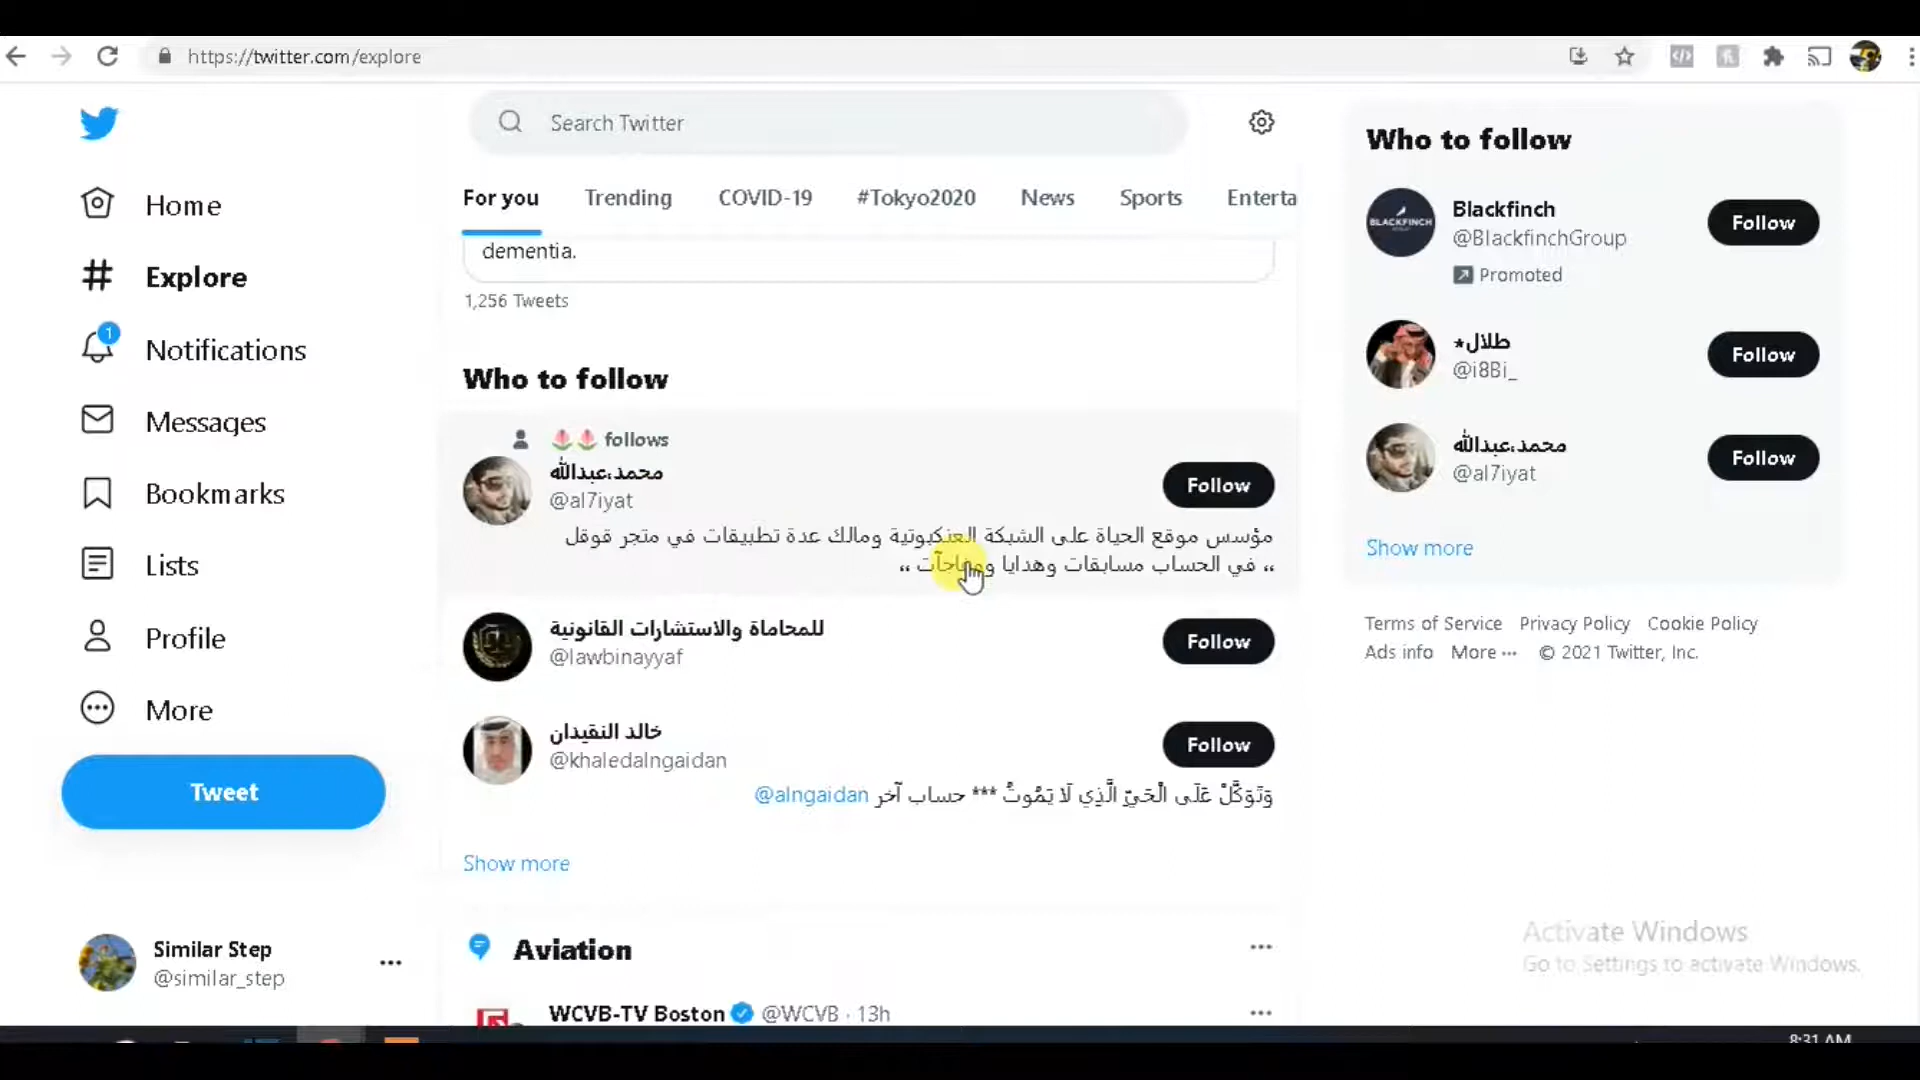 https://twitter.com/explore
Search Twitter
For you
Trending
COVID-19
#Tokyo2020
News
Sports
Enterta
Home
Explore
1
Notifications
Messages
Bookmarks
Lists
Profile
More
Tweet
Similar Step
@similar_step
dementia.
1,256 Tweets
Who to follow
follows
محمد،عبدالله
@al7iyat
Follow
مؤسس موقع الحياة على الشبكة العنكبوتية ومالك عدة تطبيقات في متجر قوقل
،، في الحساب مسابقات وهدايا ومفاجآت ،،
للمحاماة والاستشارات القانونية
@lawbinayyaf
Follow
خالد النقيدان
@khaledalngaidan
Follow
وَتَوَكَّلْ عَلَى الْحَيِّ الَّذِي لَا يَمُوتُ *** حساب آخر @alngaidan
Show more
Aviation
WCVB-TV Boston @WCVB · 13h
Who to follow
BLACKFINCH
Blackfinch
@BlackfinchGroup
Promoted
Follow
طلال٭
@i8Bi_
Follow
محمد،عبدالله
@al7iyat
Follow
Show more
Terms of Service Privacy Policy Cookie Policy
Ads info More ··· © 2021 Twitter, Inc.
Activate Windows
Go to Settings to activate Windows.
8:31 AM